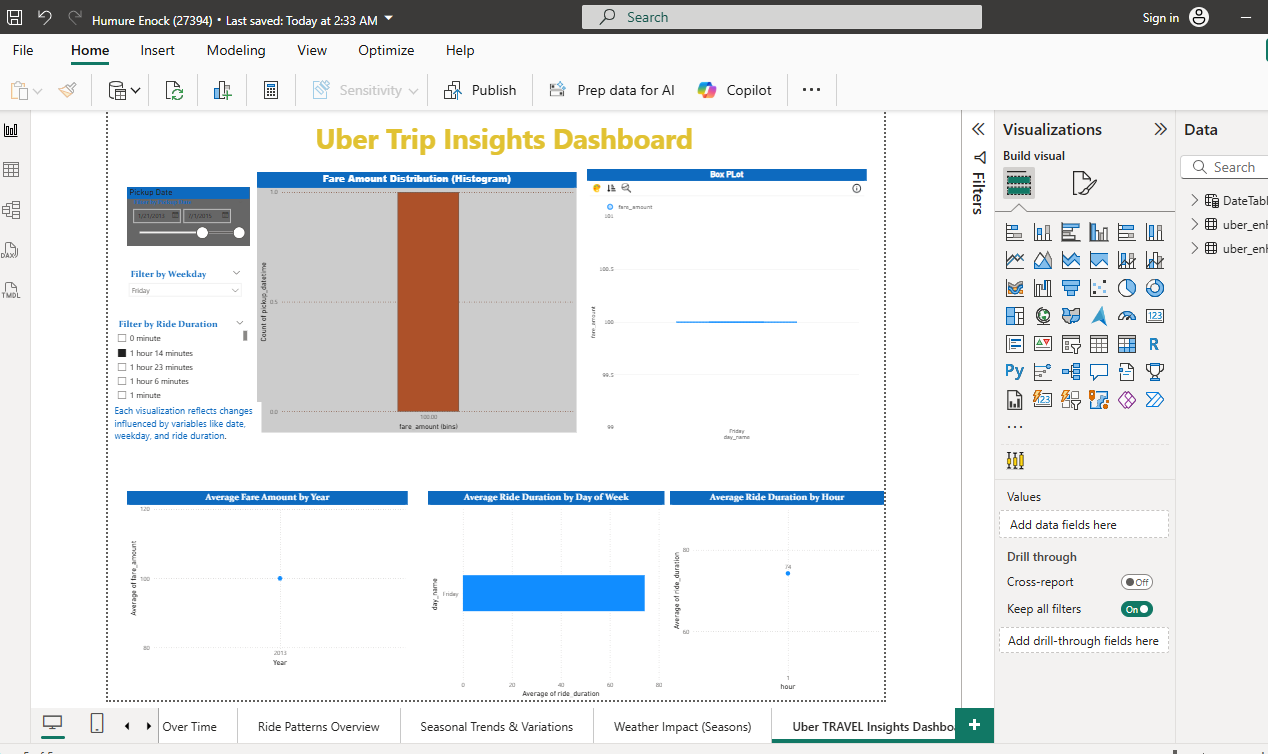 Humure Enock (27394) • Last saved: Today at 2:33 AM
Search
Sign in
File
Home
Insert
Modeling
View
Optimize
Help
Sensitivity
Publish
Prep data for AI
Copilot
Uber Trip Insights Dashboard
Pickup Date
Filter by Weekday
Friday
Filter by Ride Duration
0 minute
1 hour 14 minutes
1 hour 23 minutes
1 hour 6 minutes
1 minute
Each visualization reflects changes
influenced by variables like date,
weekday, and ride duration.
Fare Amount Distribution (Histogram)
Count of pickup_datetime
1.0
0.5
0.0
100.00
fare_amount (bins)
Box PLot
fare_amount
fare_amount
101
100.5
100
99.5
99
Friday
day_name
Average Fare Amount by Year
Average of fare_amount
120
100
80
2013
Year
Average Ride Duration by Day of Week
day_name
Friday
0
20
40
60
80
Average of ride_duration
Average Ride Duration by Hour
Average of ride_duration
80
60
74
1
hour
Filters
Visualizations
Build visual
Values
Add data fields here
Drill through
Cross-report
Off
Keep all filters
On
Add drill-through fields here
Data
Search
DateTabl
uber_enh
uber_enh
DAX
TMDL
Over Time
Ride Patterns Overview
Seasonal Trends & Variations
Weather Impact (Seasons)
Uber TRAVEL Insights Dashbo